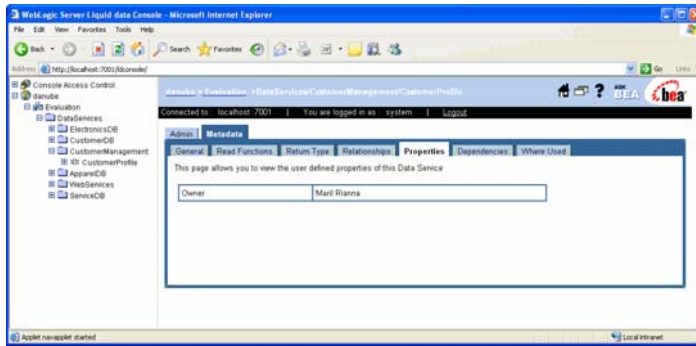 WebLogic Server Liquid data Console - Microsoft Internet Explorer
File Edit View Favorites Tools Help
Back Search Favorites
Address http://localhost:7001/ldconsole/ Go Links
Console Access Control
danube
Evaluation
DataServices
ElectronicsDB
CustomerDB
CustomerManagement
CustomerProfile
ApparelDB
WebServices
ServiceDB
danube > Evaluation >DataServices/CustomerManagement/CustomerProfile
ASK BEA
bea
Connected to : localhost :7001 | You are logged in as : system | Logout
Admin Metadata
General Read Functions Return Type Relationships Properties Dependencies Where Used
This page allows you to view the user defined properties of this Data Service
Owner Maril Rianna
Applet navapplet started Local intranet